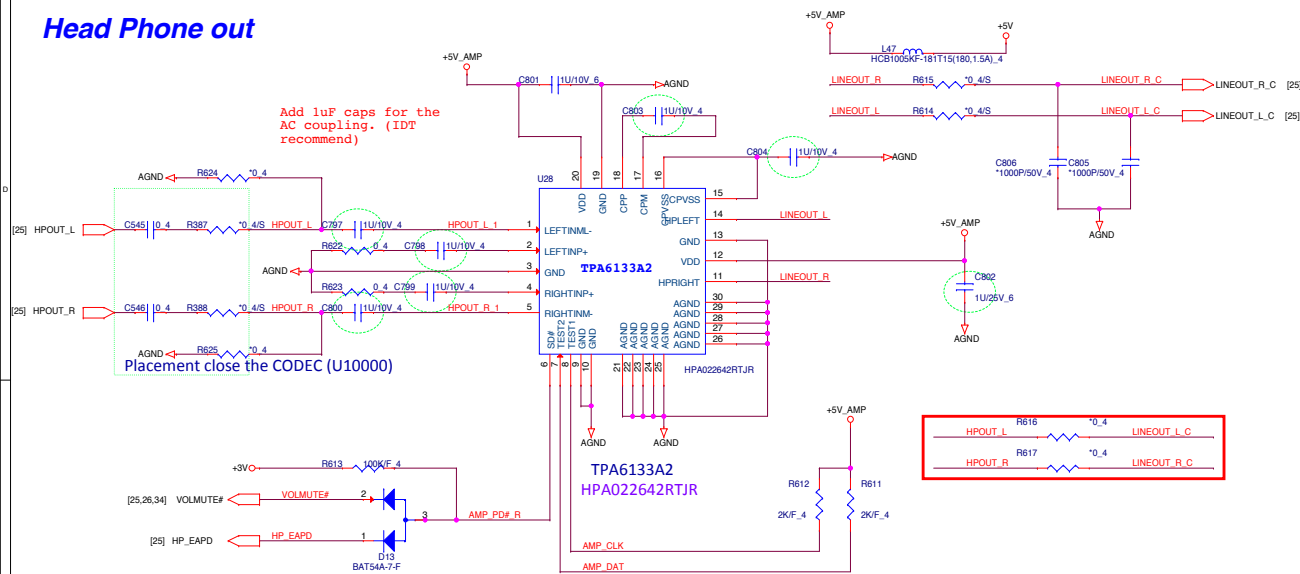 Head Phone out
+5V_AMP
+5V
L47
HCB1005KF-181T15(180,1.5A)_4
LINEOUT_R R615 *0_4/S LINEOUT_R_C LINEOUT_R_C [25]
LINEOUT_L R614 *0_4/S LINEOUT_L_C LINEOUT_L_C [25]
C806
*1000P/50V_4
C805
*1000P/50V_4
AGND
+5V_AMP
C801 1U/10V_6 AGND
C803 1U/10V_4
C804 1U/10V_4 AGND
Add 1uF caps for the
AC coupling. (IDT
recommend)
D
AGND R624 *0_4
[25] HPOUT_L C545 0_4 R387 *0_4/S HPOUT_L C797 1U/10V_4 HPOUT_L_1
R622 0_4 C798 1U/10V_4
AGND
R623 0_4 C799 1U/10V_4
[25] HPOUT_R C546 0_4 R388 *0_4/S HPOUT_R C800 1U/10V_4 HPOUT_R_1
AGND R625 *0_4
Placement close the CODEC (U10000)
U28
20 19 18 17 16
VDD GND CPP CPM CPVSS
1 LEFTINML-
2 LEFTINP+
3 GND
4 RIGHTINP+
5 RIGHTINM-
TPA6133A2
CPVSS 15
HPLEFT 14 LINEOUT_L
GND 13
VDD 12
HPRIGHT 11 LINEOUT_R
AGND 30
AGND 29
AGND 28
AGND 27
AGND 26
SD# TEST2 TEST1 GND GND
6 7 8 9 10
AGND AGND AGND AGND AGND
21 22 23 24 25
HPA022642RTJR
+5V_AMP
C802
1U/25V_6
AGND
AGND
AGND
TPA6133A2
HPA022642RTJR
+3V R613 100K/F_4
[25,26,34] VOLMUTE# VOLMUTE# 2
3 AMP_PD#_R
[25] HP_EAPD HP_EAPD 1
D13
BAT54A-7-F
AMP_CLK
AMP_DAT
+5V_AMP
R612
2K/F_4
R611
2K/F_4
HPOUT_L R616 *0_4 LINEOUT_L_C
HPOUT_R R617 *0_4 LINEOUT_R_C